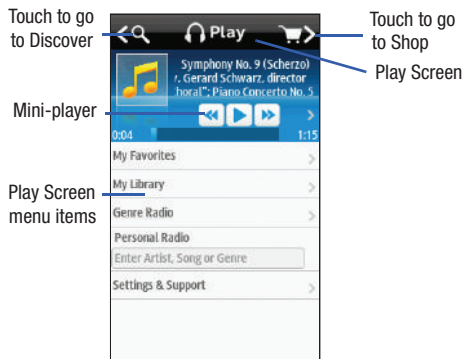 Touch to go
to Discover
Play
Touch to go
to Shop
Play Screen
Symphony No. 9 (Scherzo)
r, Gerard Schwarz, director
horal"; Piano Concerto No. 5
Mini-player
0:04
1:15
My Favorites
My Library
Play Screen
menu items
Genre Radio
Personal Radio
Enter Artist, Song or Genre
Settings & Support